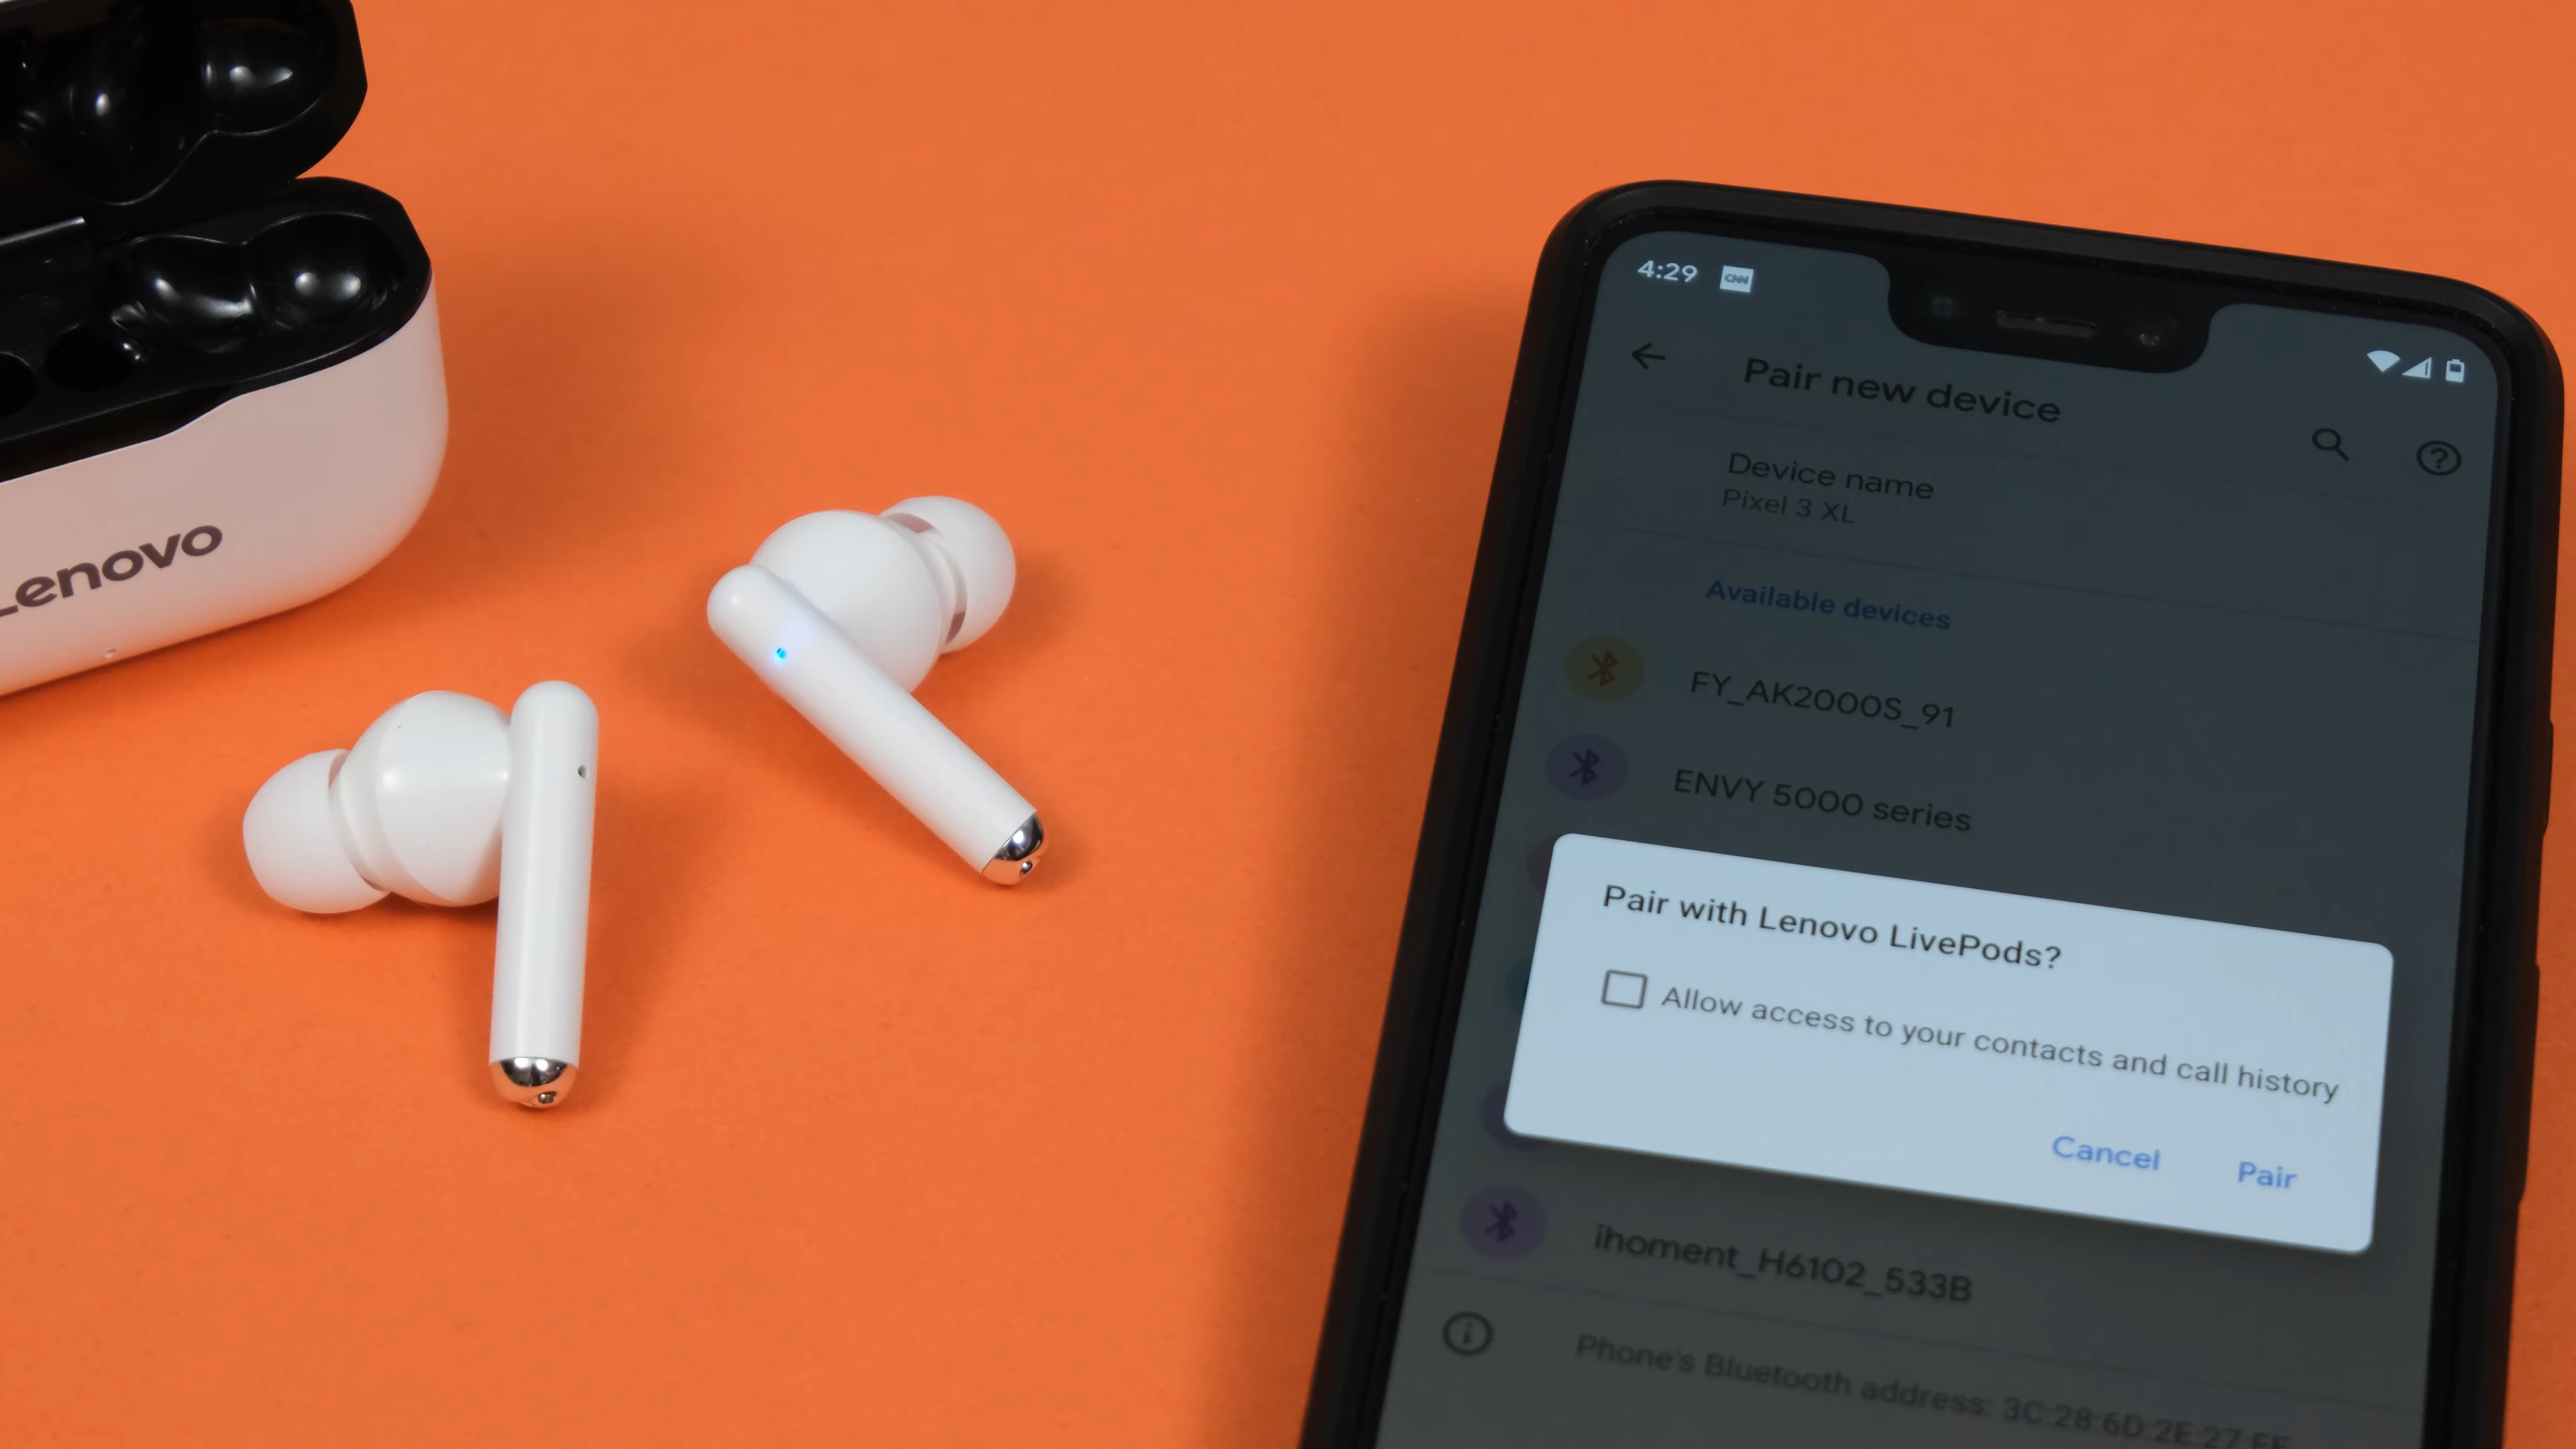 Lenovo
4:29 CNN
Pair new device
Device name
Pixel 3 XL
Available devices
FY_AK2000S_91
ENVY 5000 series
Pair with Lenovo LivePods?
Allow access to your contacts and call history
Cancel Pair
ihoment_H6102_533B
Phone's Bluetooth address: 3C:28:6D:2E:27